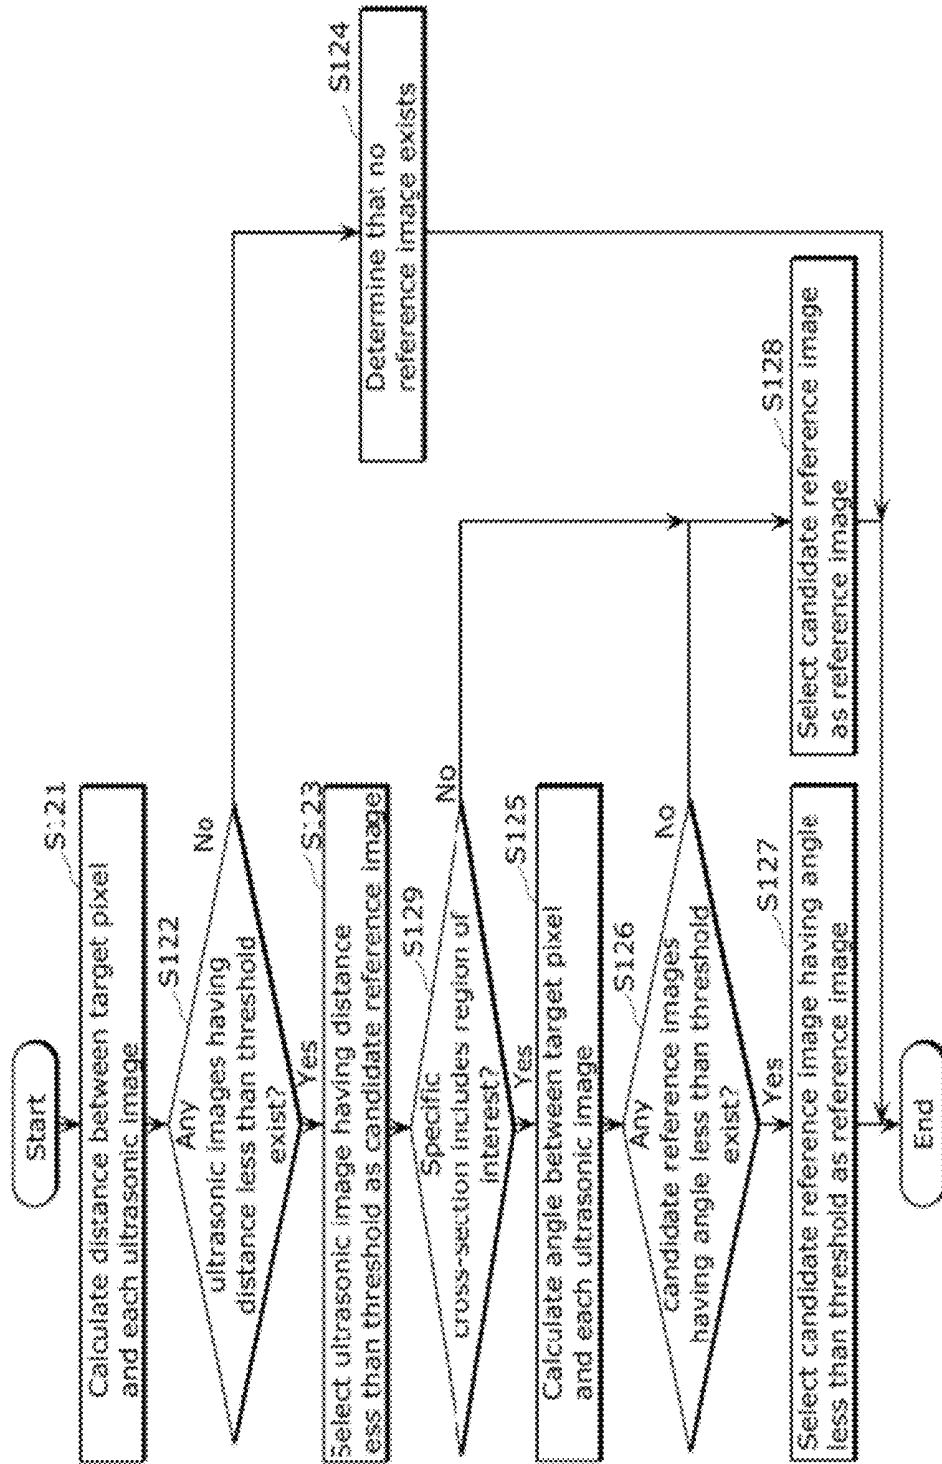 Start
S121
Calculate distance between target pixel
and each ultrasonic image
S122
Any
ultrasonic images having
distance less than threshold
exist?
No
Yes
S124
Determine that no
reference image exists
S123
Select ultrasonic image having distance
less than threshold as candidate reference image
S129
Specific
cross-section includes region of
interest?
No
Yes
S125
Calculate angle between target pixel
and each ultrasonic image
S126
Any
candidate reference images
having angle less than threshold
exist?
No
Yes
S127
Select candidate reference image having angle
less than threshold as reference image
S128
Select candidate reference image
as reference image
End